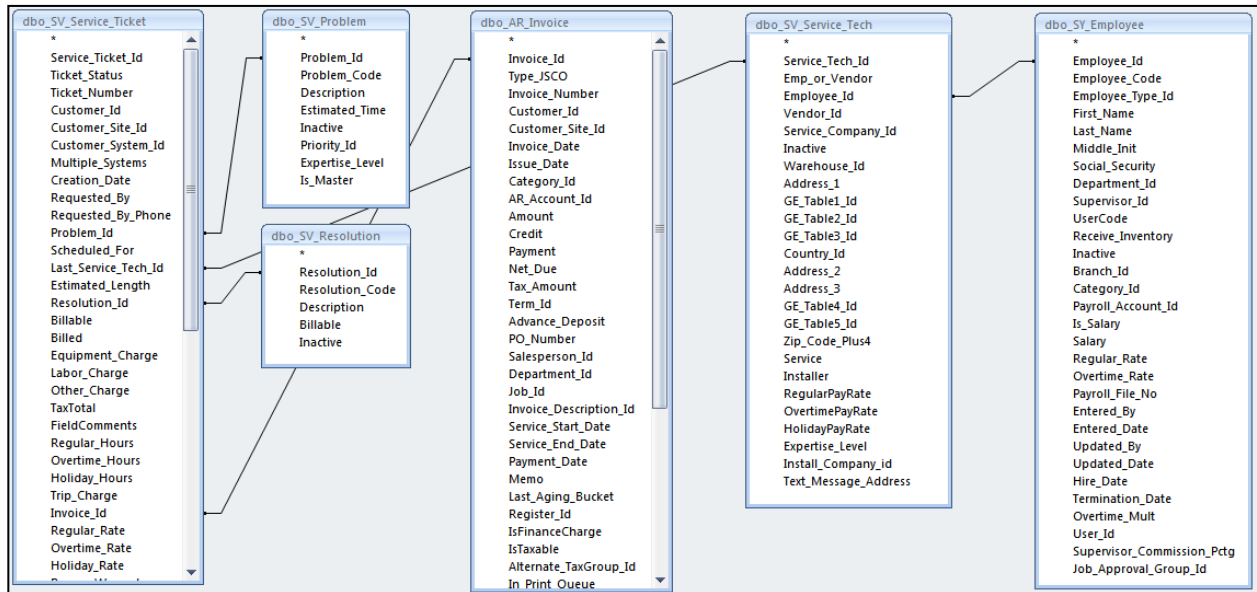 dbo_SV_Service_Ticket
*
Service_Ticket_Id
Ticket_Status
Ticket_Number
Customer_Id
Customer_Site_Id
Customer_System_Id
Multiple_Systems
Creation_Date
Requested_By
Requested_By_Phone
Problem_Id
Scheduled_For
Last_Service_Tech_Id
Estimated_Length
Resolution_Id
Billable
Billed
Equipment_Charge
Labor_Charge
Other_Charge
TaxTotal
FieldComments
Regular_Hours
Overtime_Hours
Holiday_Hours
Trip_Charge
Invoice_Id
Regular_Rate
Overtime_Rate
Holiday_Rate
dbo_SV_Problem
*
Problem_Id
Problem_Code
Description
Estimated_Time
Inactive
Priority_Id
Expertise_Level
Is_Master
dbo_SV_Resolution
*
Resolution_Id
Resolution_Code
Description
Billable
Inactive
dbo_AR_Invoice
*
Invoice_Id
Type_JSCO
Invoice_Number
Customer_Id
Customer_Site_Id
Invoice_Date
Issue_Date
Category_Id
AR_Account_Id
Amount
Credit
Payment
Net_Due
Tax_Amount
Term_Id
Advance_Deposit
PO_Number
Salesperson_Id
Department_Id
Job_Id
Invoice_Description_Id
Service_Start_Date
Service_End_Date
Payment_Date
Memo
Last_Aging_Bucket
Register_Id
IsFinanceCharge
IsTaxable
Alternate_TaxGroup_Id
In_Print_Queue
dbo_SV_Service_Tech
*
Service_Tech_Id
Emp_or_Vendor
Employee_Id
Vendor_Id
Service_Company_Id
Inactive
Warehouse_Id
Address_1
GE_Table1_Id
GE_Table2_Id
GE_Table3_Id
Country_Id
Address_2
Address_3
GE_Table4_Id
GE_Table5_Id
Zip_Code_Plus4
Service
Installer
RegularPayRate
OvertimePayRate
HolidayPayRate
Expertise_Level
Install_Company_id
Text_Message_Address
dbo_SY_Employee
*
Employee_Id
Employee_Code
Employee_Type_Id
First_Name
Last_Name
Middle_Init
Social_Security
Department_Id
Supervisor_Id
UserCode
Receive_Inventory
Inactive
Branch_Id
Category_Id
Payroll_Account_Id
Is_Salary
Salary
Regular_Rate
Overtime_Rate
Payroll_File_No
Entered_By
Entered_Date
Updated_By
Updated_Date
Hire_Date
Termination_Date
Overtime_Mult
User_Id
Supervisor_Commission_Pctg
Job_Approval_Group_Id